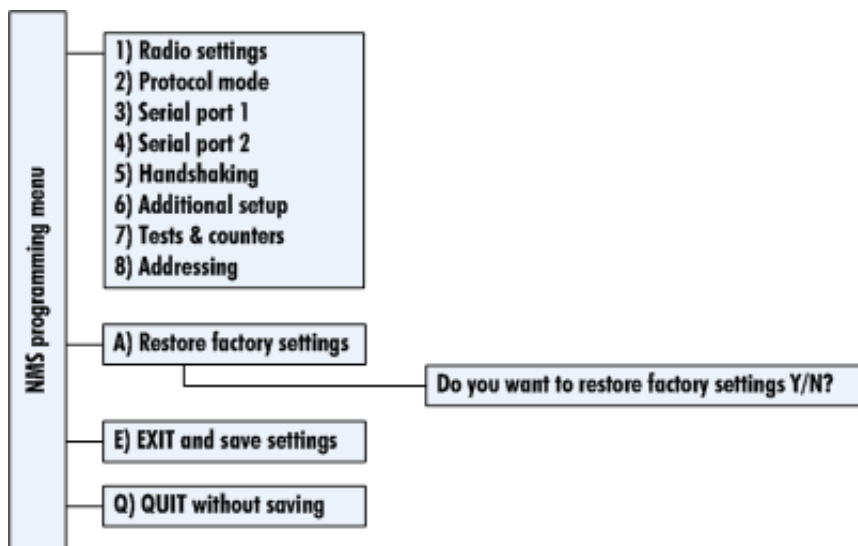 NMS programming menu
1) Radio settings
2) Protocol mode
3) Serial port 1
4) Serial port 2
5) Handshaking
6) Additional setup
7) Tests & counters
8) Addressing
A) Restore factory settings
Do you want to restore factory settings Y/N?
E) EXIT and save settings
Q) QUIT without saving